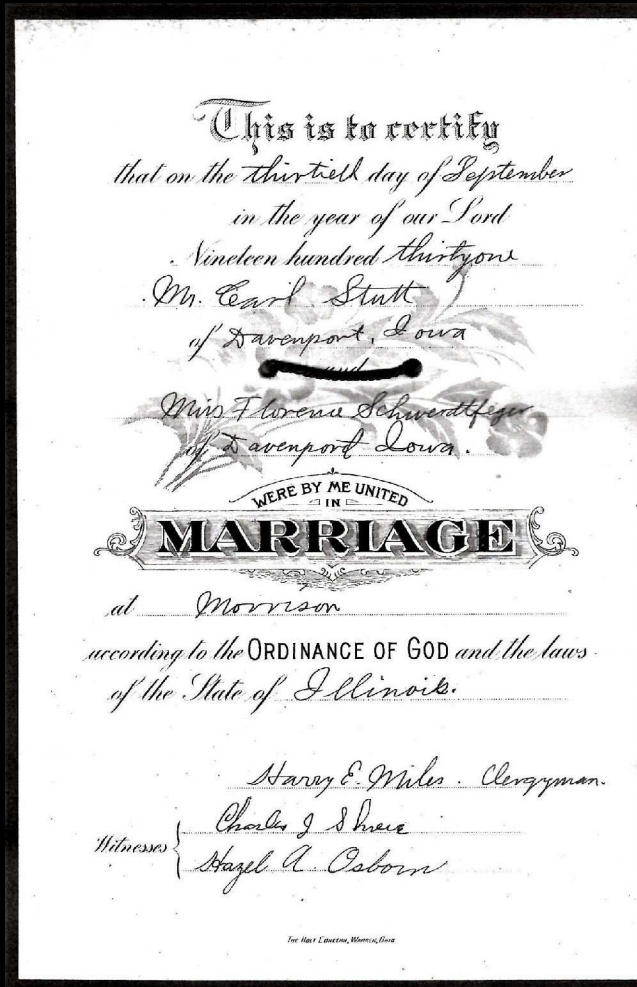 This is to certify
that on the thirtieth day of September
in the year of our Lord
Nineteen hundred thirtyone
Mr. Carl Stutt
of Davenport, Iowa
and
Miss Florence Schwerdtfeger
of Davenport Iowa.
WERE BY ME UNITED
IN
MARRIAGE
at Morrison
according to the ORDINANCE OF GOD and the laws
of the State of Illinois.
Harry E. Miles. Clergyman.
Charles J
Witnesses
Hazel A. Osborn